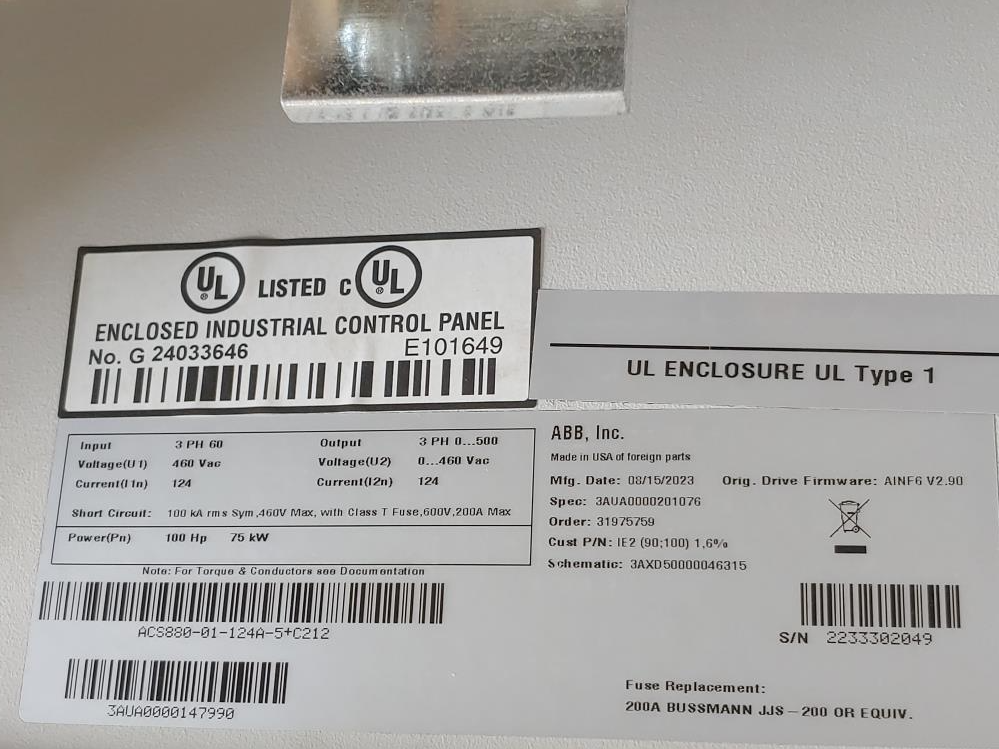 UL LISTED C UL
ENCLOSED INDUSTRIAL CONTROL PANEL
No. G 24033646 E101649
UL ENCLOSURE UL Type 1
Input 3 PH 60 Output 3 PH 0...500
Voltage(U1) 460 Vac Voltage(U2) 0...460 Vac
Current(I1n) 124 Current(I2n) 124
Short Circuit: 100 kA rms Sym,460V Max, with Class T Fuse,600V,200A Max
Power(Pn) 100 Hp 75 kW
Note: For Torque & Conductors see Documentation
ACS880-01-124A-5+C212
3AUA0000147990
ABB, Inc.
Made in USA of foreign parts
Mfg. Date: 08/15/2023 Orig. Drive Firmware: AINF6 V2.90
Spec: 3AUA0000201076
Order: 31975759
Cust P/N: IE2 (90;100) 1,6%
Schematic: 3AXD50000046315
S/N 2233302049
Fuse Replacement:
200A BUSSMANN JJS-200 OR EQUIV.